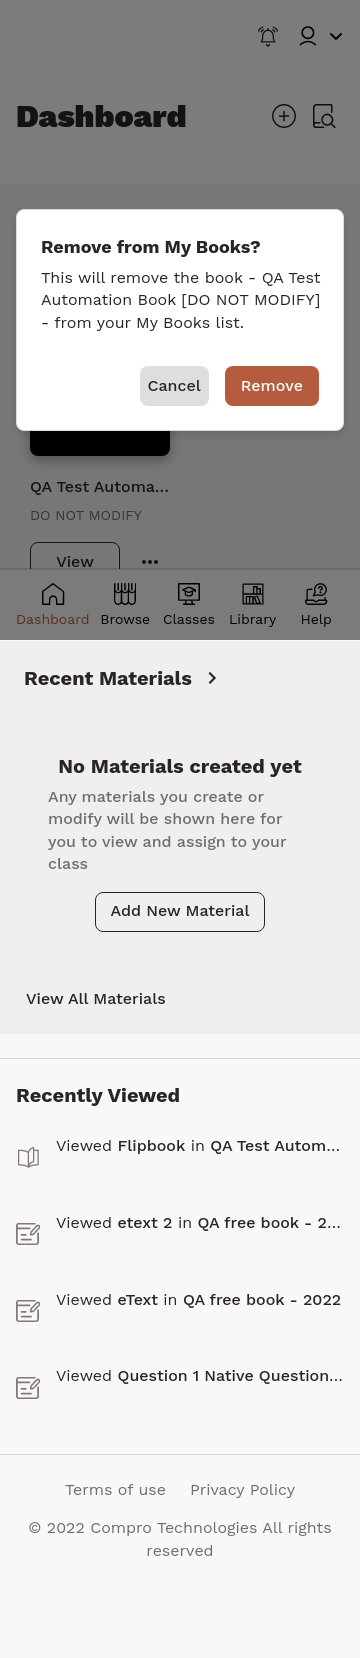 Dashboard
Remove from My Books?
This will remove the book - QA Test
Automation Book [DO NOT MODIFY]
- from your My Books list.
Cancel
Remove
QA Test Automa...
DO NOT MODIFY
View
Dashboard
Browse
Classes
Library
Help
Recent Materials
No Materials created yet
Any materials you create or
modify will be shown here for
you to view and assign to your
class
Add New Material
View All Materials
Recently Viewed
Viewed Flipbook in QA Test Autom...
Viewed etext 2 in QA free book - 2...
Viewed eText in QA free book - 2022
Viewed Question 1 Native Question...
Terms of use
Privacy Policy
© 2022 Compro Technologies All rights
reserved